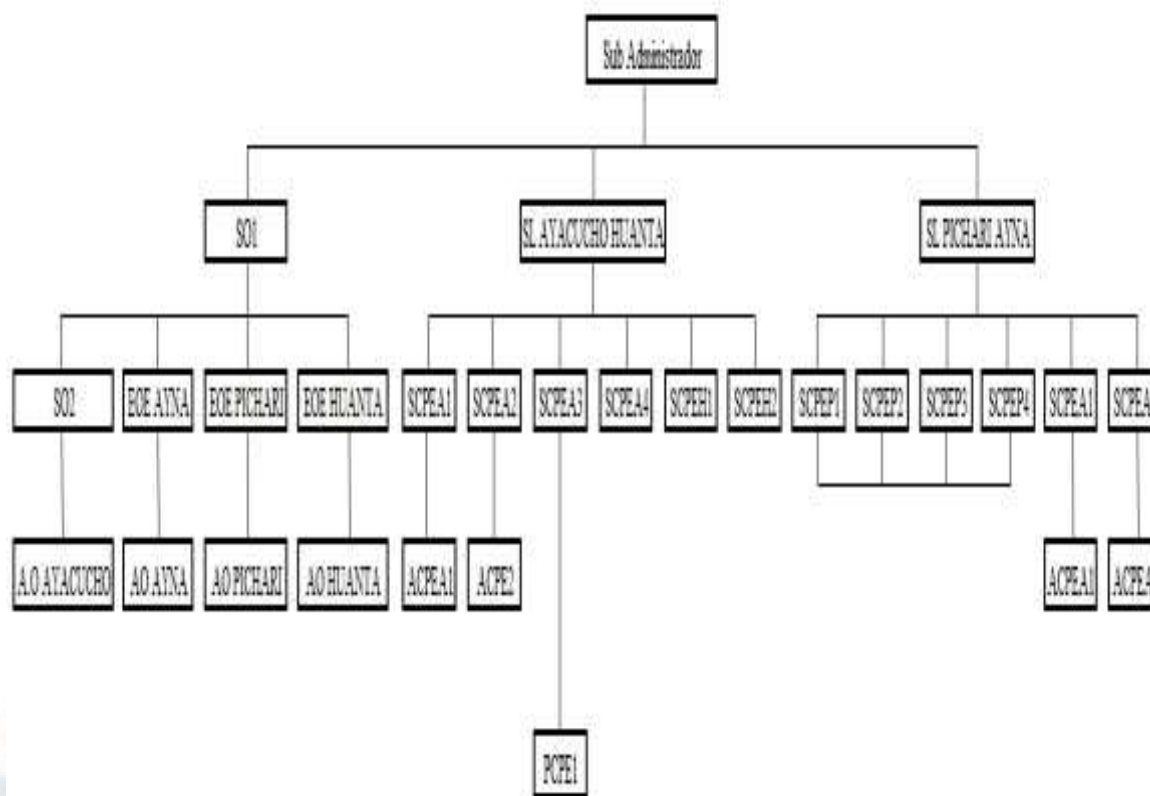 Sub Administrador
SO1
SL AYACUCHO HUANTA
SL PICHARI AYNA
SO2
EOE AYNA
EOE PICHARI
EOE HUANTA
SCPEA1
SCPEA2
SCPEA3
SCPEA4
SCPEH1
SCPEH2
SCPEP1
SCPEP2
SCPEP3
SCPEP4
SCPEA1
SCPEA
A.O AYACUCHO
AO AYNA
AO PICHARI
AO HUANTA
ACPEA1
ACPE2
ACPEA1
ACPEA
PCPE1